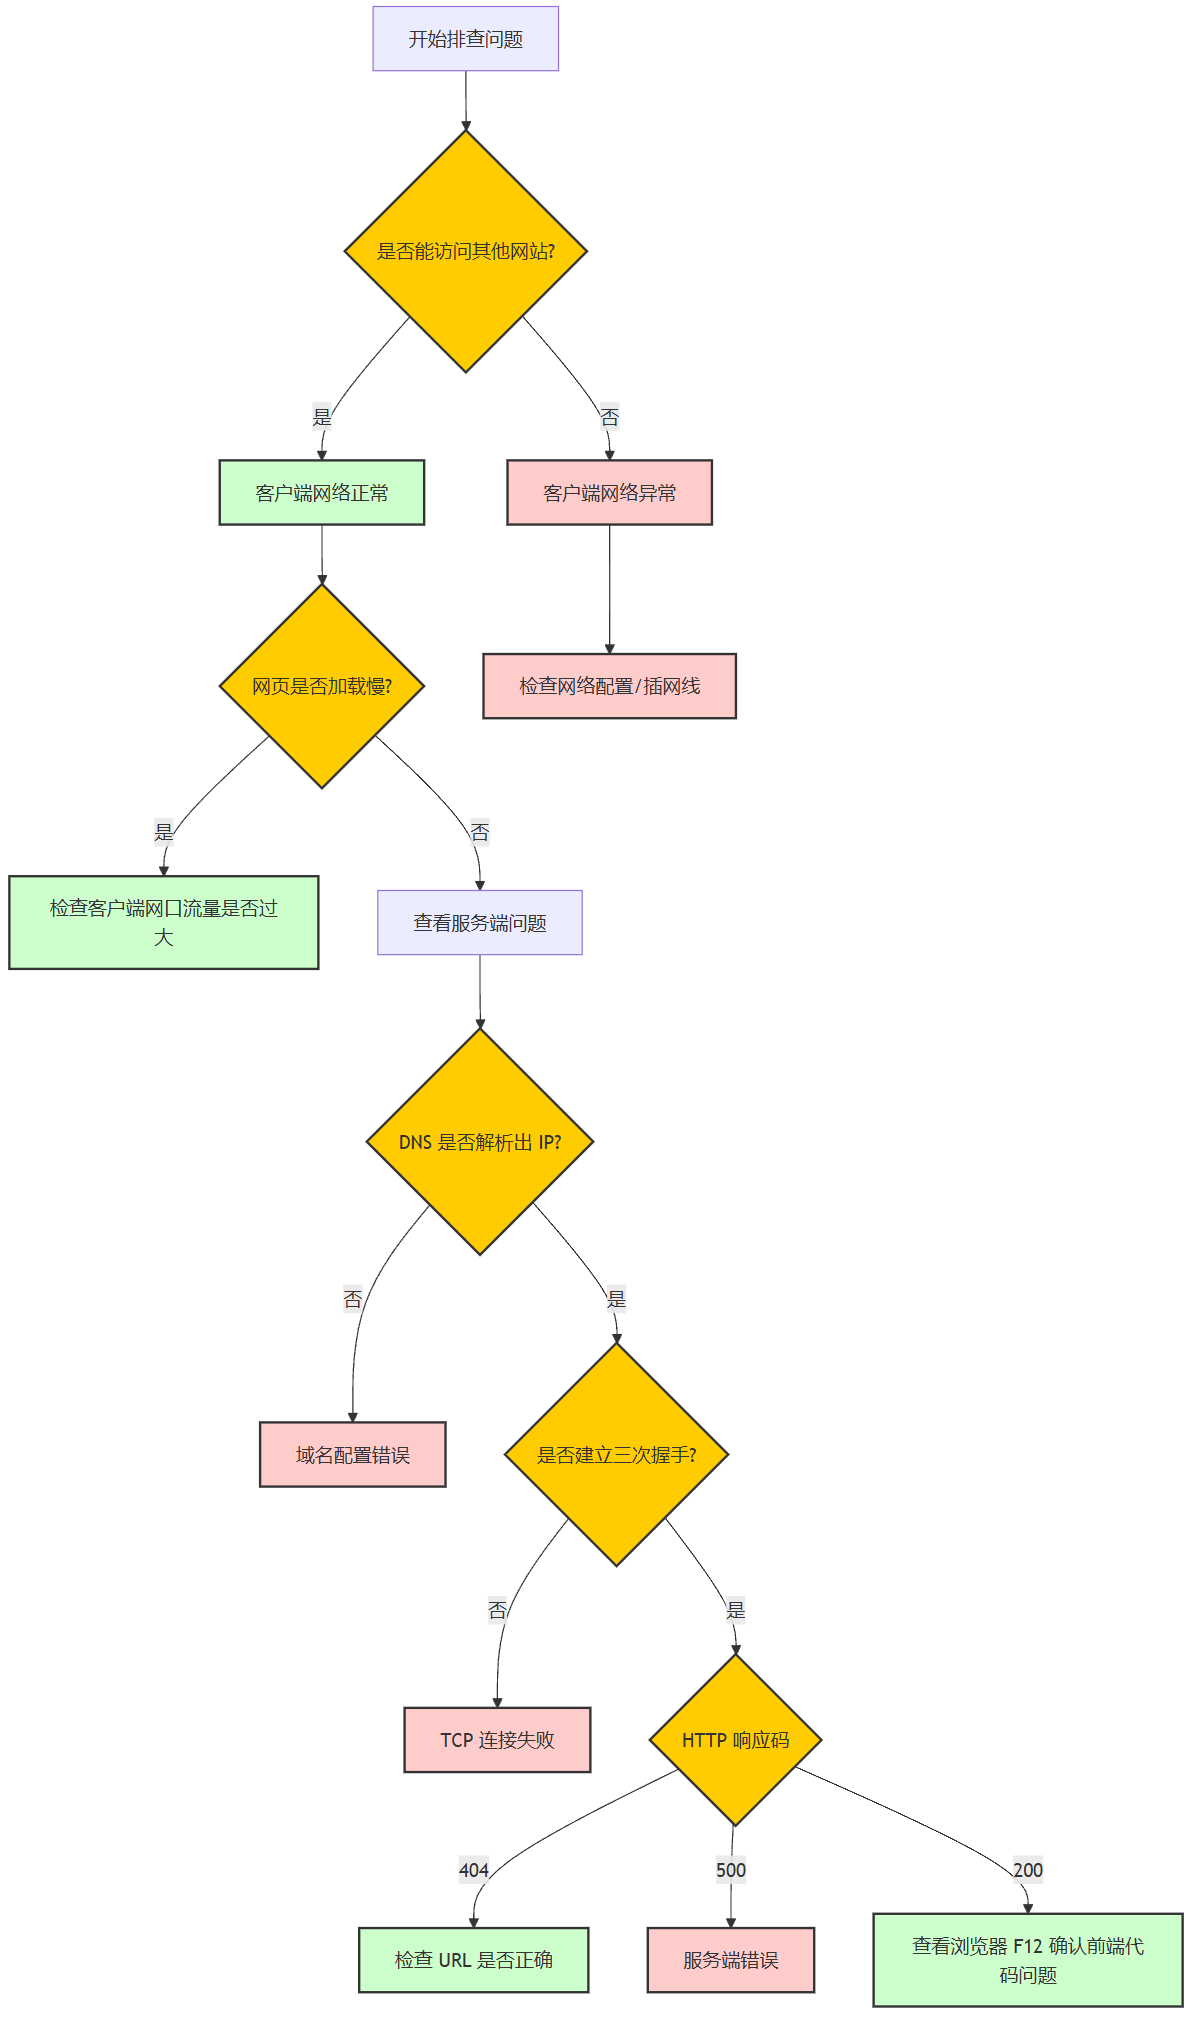 开始排查问题
是否能访问其他网站?
是
否
客户端网络正常
客户端网络异常
网页是否加载慢?
检查网络配置/插网线
是
否
检查客户端网口流量是否过
大
查看服务端问题
DNS 是否解析出 IP?
否
是
域名配置错误
是否建立三次握手?
否
是
TCP 连接失败
HTTP 响应码
404
500
200
检查 URL 是否正确
服务端错误
查看浏览器 F12 确认前端代
码问题